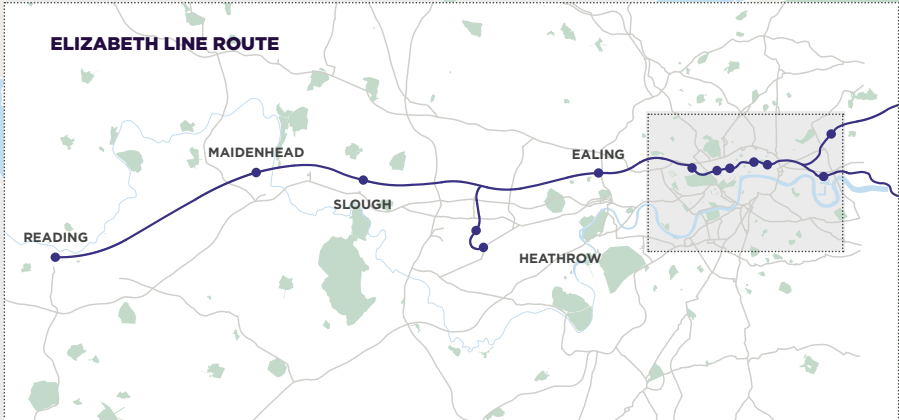 ELIZABETH LINE ROUTE
MAIDENHEAD
EALING
SLOUGH
READING
HEATHROW